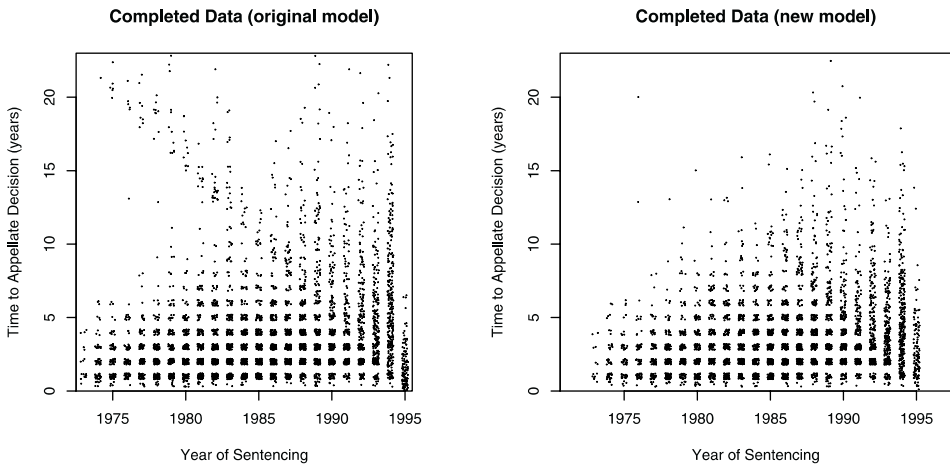 Completed Data (original model)
Time to Appellate Decision (years)
20
15
10
5
0
1975 1980 1985 1990 1995
Year of Sentencing
Completed Data (new model)
Time to Appellate Decision (years)
20
15
10
5
0
1975 1980 1985 1990 1995
Year of Sentencing